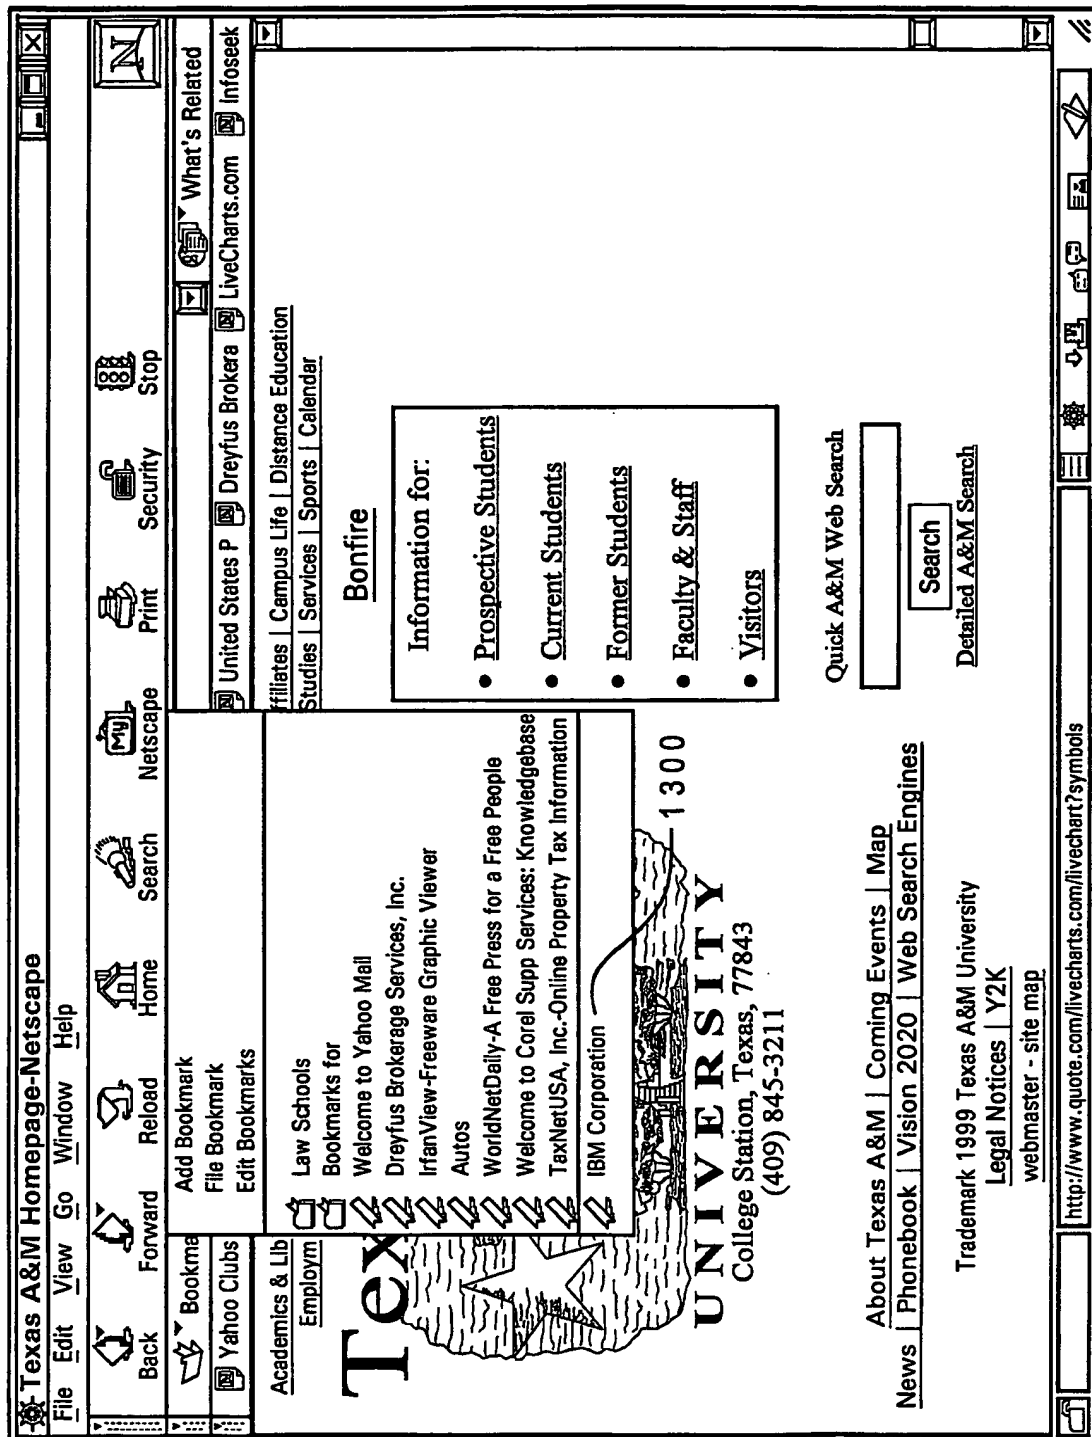 Texas A&M Homepage-Netscape
File Edit View Go Window Help
Back Forward Reload Home Search Netscape Print Security Stop
My
N
Bookma
What's Related
Yahoo Clubs
United States P
Dreyfus Brokera
LiveCharts.com
Infoseek
Add Bookmark
File Bookmark
Edit Bookmarks
Law Schools
Bookmarks for
Welcome to Yahoo Mail
Dreyfus Brokerage Services, Inc.
IrfanView-Freeware Graphic Viewer
Autos
WorldNetDaily-A Free Press for a Free People
Welcome to Corel Supp Services: Knowledgebase
TaxNetUSA, Inc.-Online Property Tax Information
IBM Corporation
1300
Academics & Lib
ffiliates | Campus Life | Distance Education
Employm
Studies | Services | Sports | Calendar
Tex
UNIVERSITY
College Station, Texas, 77843
(409) 845-3211
Bonfire
Information for:
• Prospective Students
• Current Students
• Former Students
• Faculty & Staff
• Visitors
Quick A&M Web Search
Search
Detailed A&M Search
About Texas A&M | Coming Events | Map
News | Phonebook | Vision 2020 | Web Search Engines
Trademark 1999 Texas A&M University
Legal Notices | Y2K
webmaster - site map
http://www.quote.com/livecharts.com/livechart?symbols